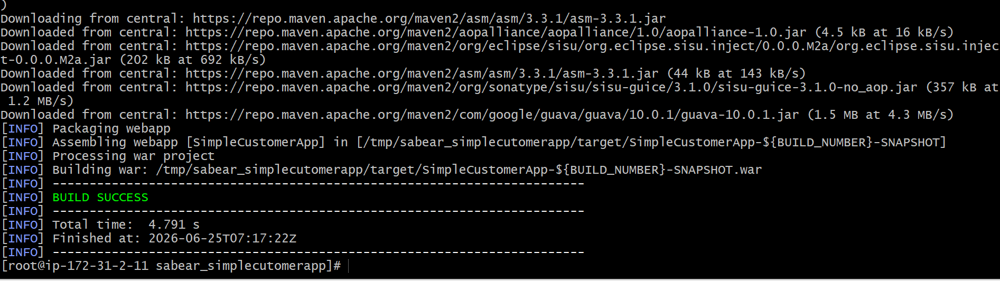 )
Downloading from central: https://repo.maven.apache.org/maven2/asm/asm/3.3.1/asm-3.3.1.jar
Downloaded from central: https://repo.maven.apache.org/maven2/aopalliance/aopalliance/1.0/aopalliance-1.0.jar (4.5 kB at 16 kB/s)
Downloaded from central: https://repo.maven.apache.org/maven2/org/eclipse/sisu/org.eclipse.sisu.inject/0.0.0.M2a/org.eclipse.sisu.injec
t-0.0.0.M2a.jar (202 kB at 692 kB/s)
Downloaded from central: https://repo.maven.apache.org/maven2/asm/asm/3.3.1/asm-3.3.1.jar (44 kB at 143 kB/s)
Downloaded from central: https://repo.maven.apache.org/maven2/org/sonatype/sisu/sisu-guice/3.1.0/sisu-guice-3.1.0-no_aop.jar (357 kB at
 1.2 MB/s)
Downloaded from central: https://repo.maven.apache.org/maven2/com/google/guava/guava/10.0.1/guava-10.0.1.jar (1.5 MB at 4.3 MB/s)
[INFO] Packaging webapp
[INFO] Assembling webapp [SimpleCustomerApp] in [/tmp/sabear_simplecutomerapp/target/SimpleCustomerApp-${BUILD_NUMBER}-SNAPSHOT]
[INFO] Processing war project
[INFO] Building war: /tmp/sabear_simplecutomerapp/target/SimpleCustomerApp-${BUILD_NUMBER}-SNAPSHOT.war
[INFO] ------------------------------------------------------------------------
[INFO] BUILD SUCCESS
[INFO] ------------------------------------------------------------------------
[INFO] Total time:  4.791 s
[INFO] Finished at: 2026-06-25T07:17:22Z
[INFO] ------------------------------------------------------------------------
[root@ip-172-31-2-11 sabear_simplecutomerapp]#